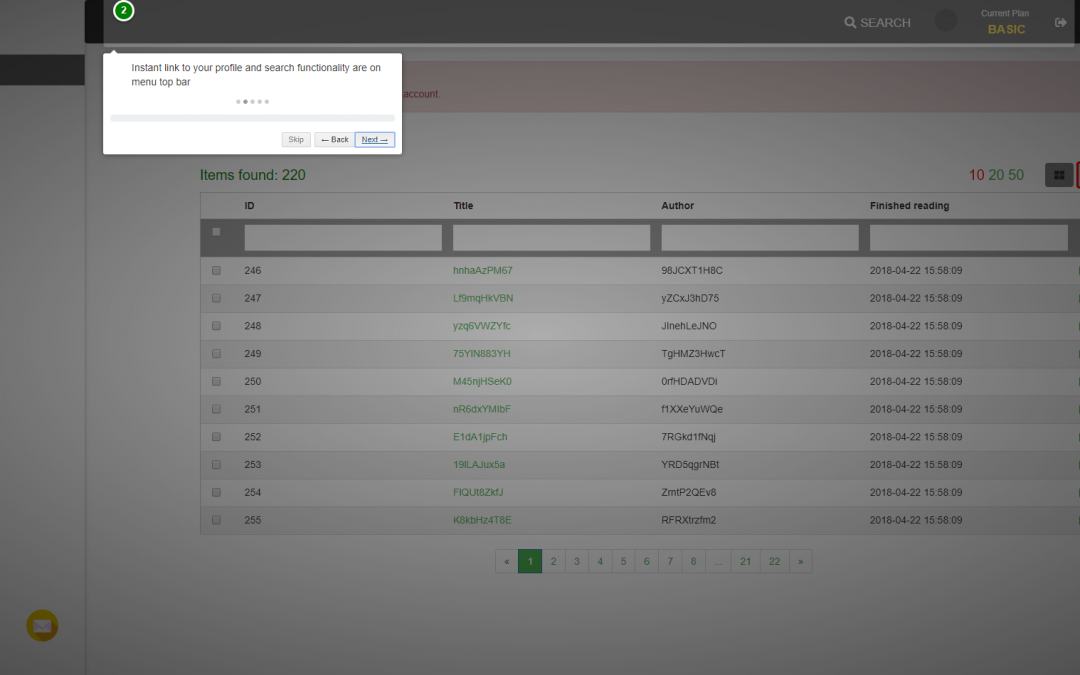 2
SEARCH
Current Plan
BASIC
Instant link to your profile and search functionality are on
menu top bar
account.
Skip
← Back
Next →
Items found: 220
10 20 50
ID Title Author Finished reading
246 hnhaAzPM67 98JCXT1H8C 2018-04-22 15:58:09
247 Lf9mqHkVBN yZCxJ3hD75 2018-04-22 15:58:09
248 yzq6VWZYfc JInehLeJNO 2018-04-22 15:58:09
249 75YIN883YH TgHMZ3HwcT 2018-04-22 15:58:09
250 M45njHSeK0 0rfHDADVDi 2018-04-22 15:58:09
251 nR6dxYMIbF f1XXeYuWQe 2018-04-22 15:58:09
252 E1dA1jpFch 7RGkd1fNqj 2018-04-22 15:58:09
253 19ILAJux5a YRD5qgrNBt 2018-04-22 15:58:09
254 FIQUt8ZkfJ ZrntP2QEv8 2018-04-22 15:58:09
255 K8kbHz4T8E RFRXtrzfm2 2018-04-22 15:58:09
« 1 2 3 4 5 6 7 8 ... 21 22 »